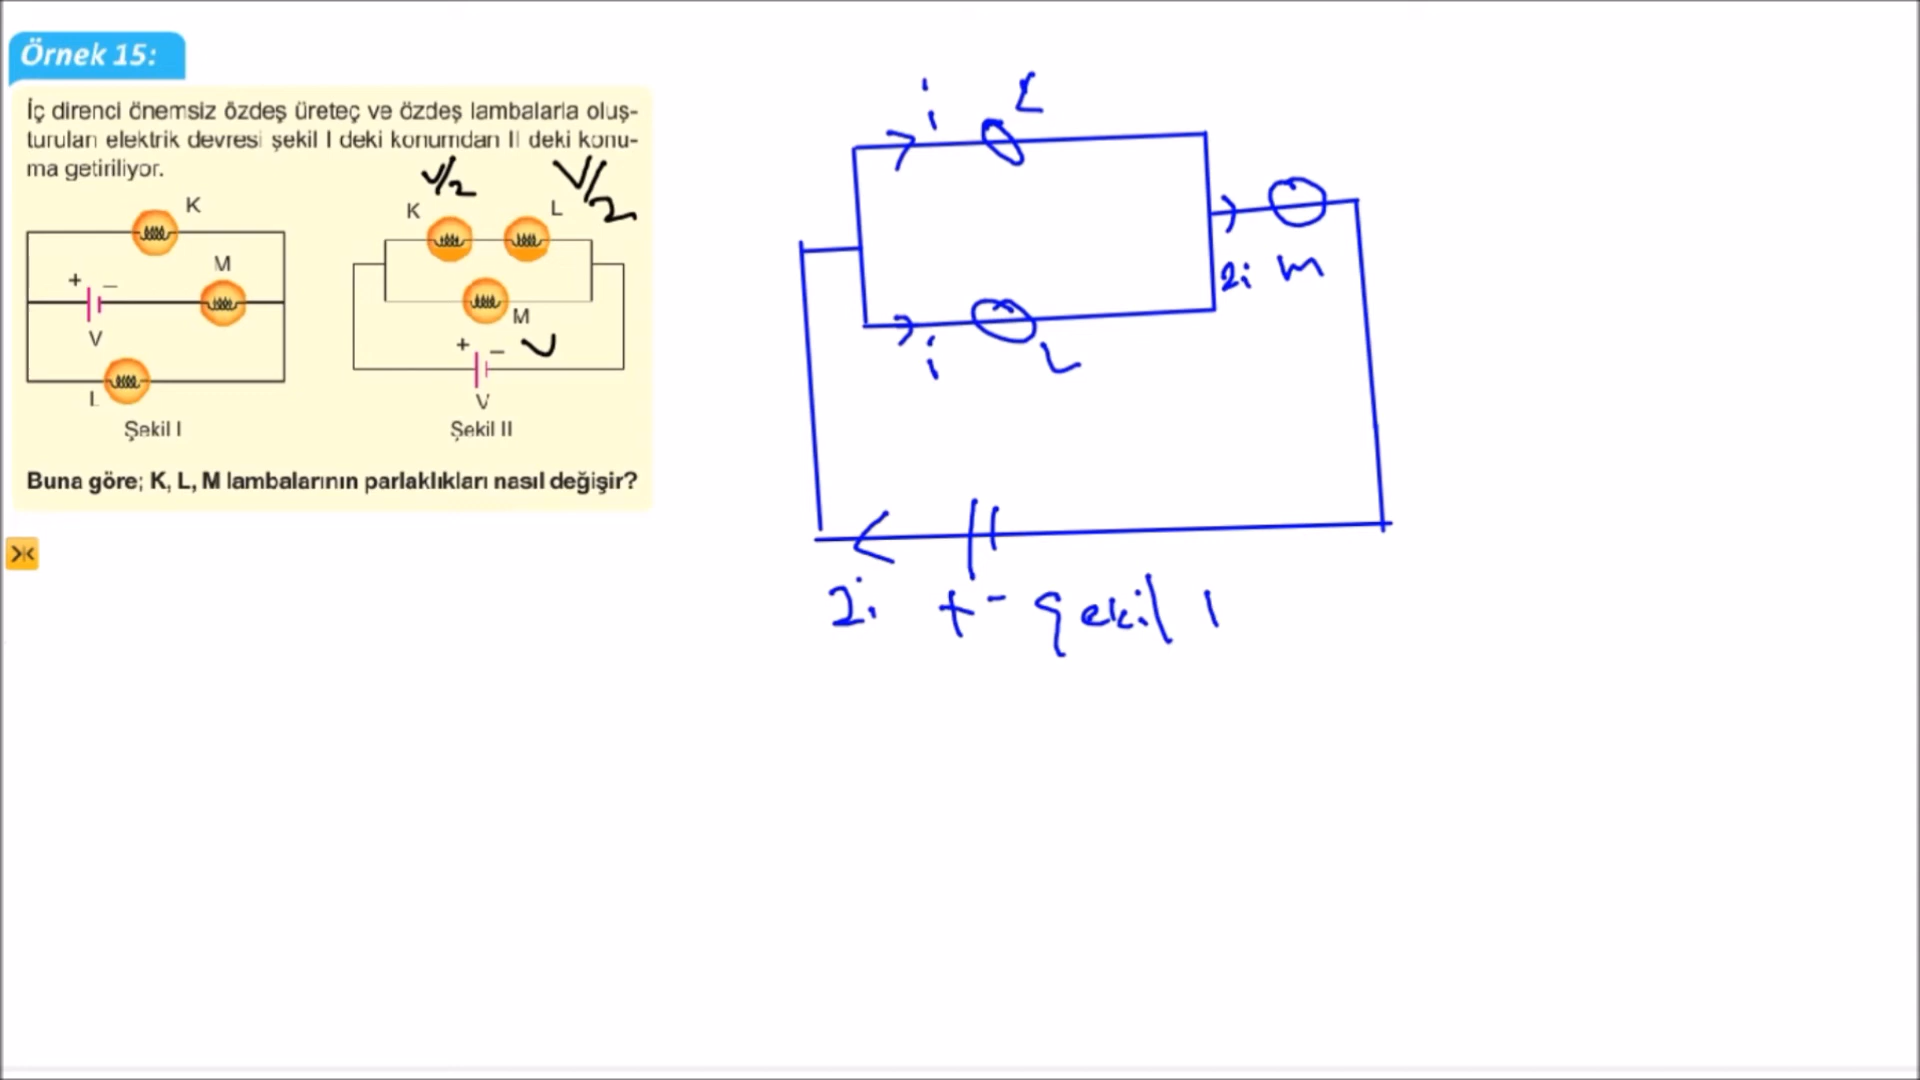 Örnek 15:
İç direnci önemsiz özdeş üreteç ve özdeş lambalarla oluş-
turulan elektrik devresi şekil I deki konumdan II deki konu-
ma getiriliyor.
V/2 V/2
K
M
+ −
V
L
Şekil I
K L
M
+ − V
V
Şekil II
Buna göre; K, L, M lambalarının parlaklıkları nasıl değişir?
i
i L
2i M
2i + - şekil 1